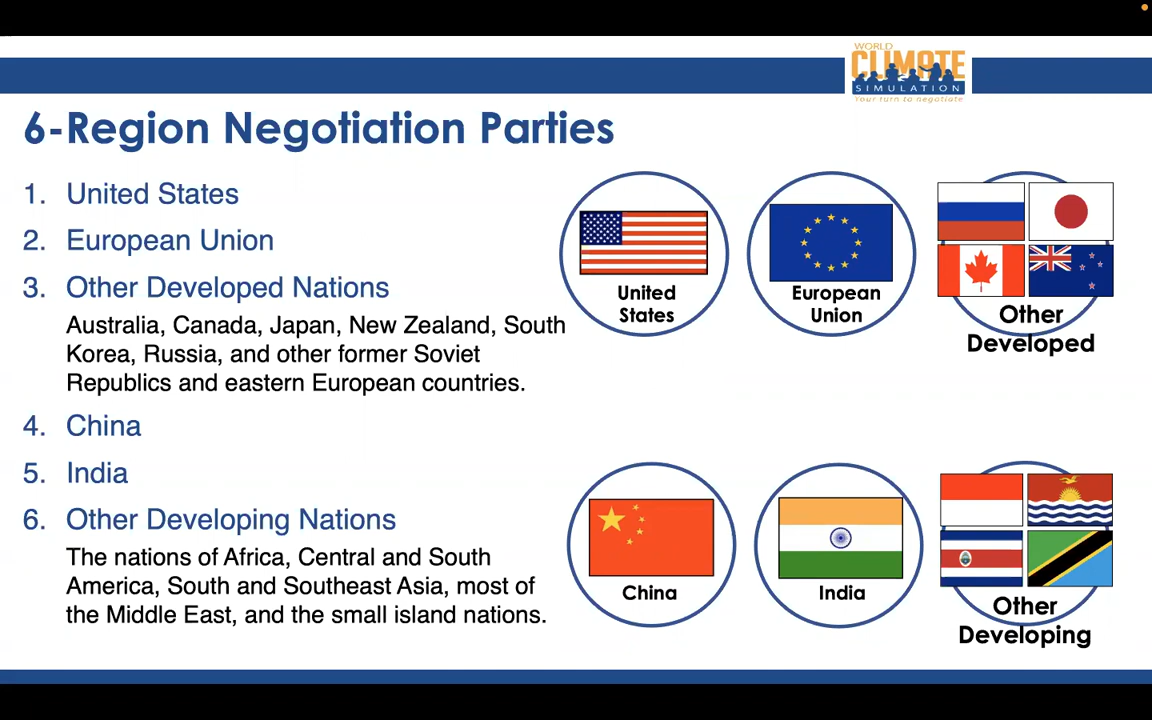 WORLD
CLIMATE
SIMULATION
Your turn to negotiate
6-Region Negotiation Parties
1. United States
2. European Union
3. Other Developed Nations
Australia, Canada, Japan, New Zealand, South
Korea, Russia, and other former Soviet
Republics and eastern European countries.
4. China
5. India
6. Other Developing Nations
The nations of Africa, Central and South
America, South and Southeast Asia, most of
the Middle East, and the small island nations.
United
States
European
Union
Other
Developed
China
India
Other
Developing